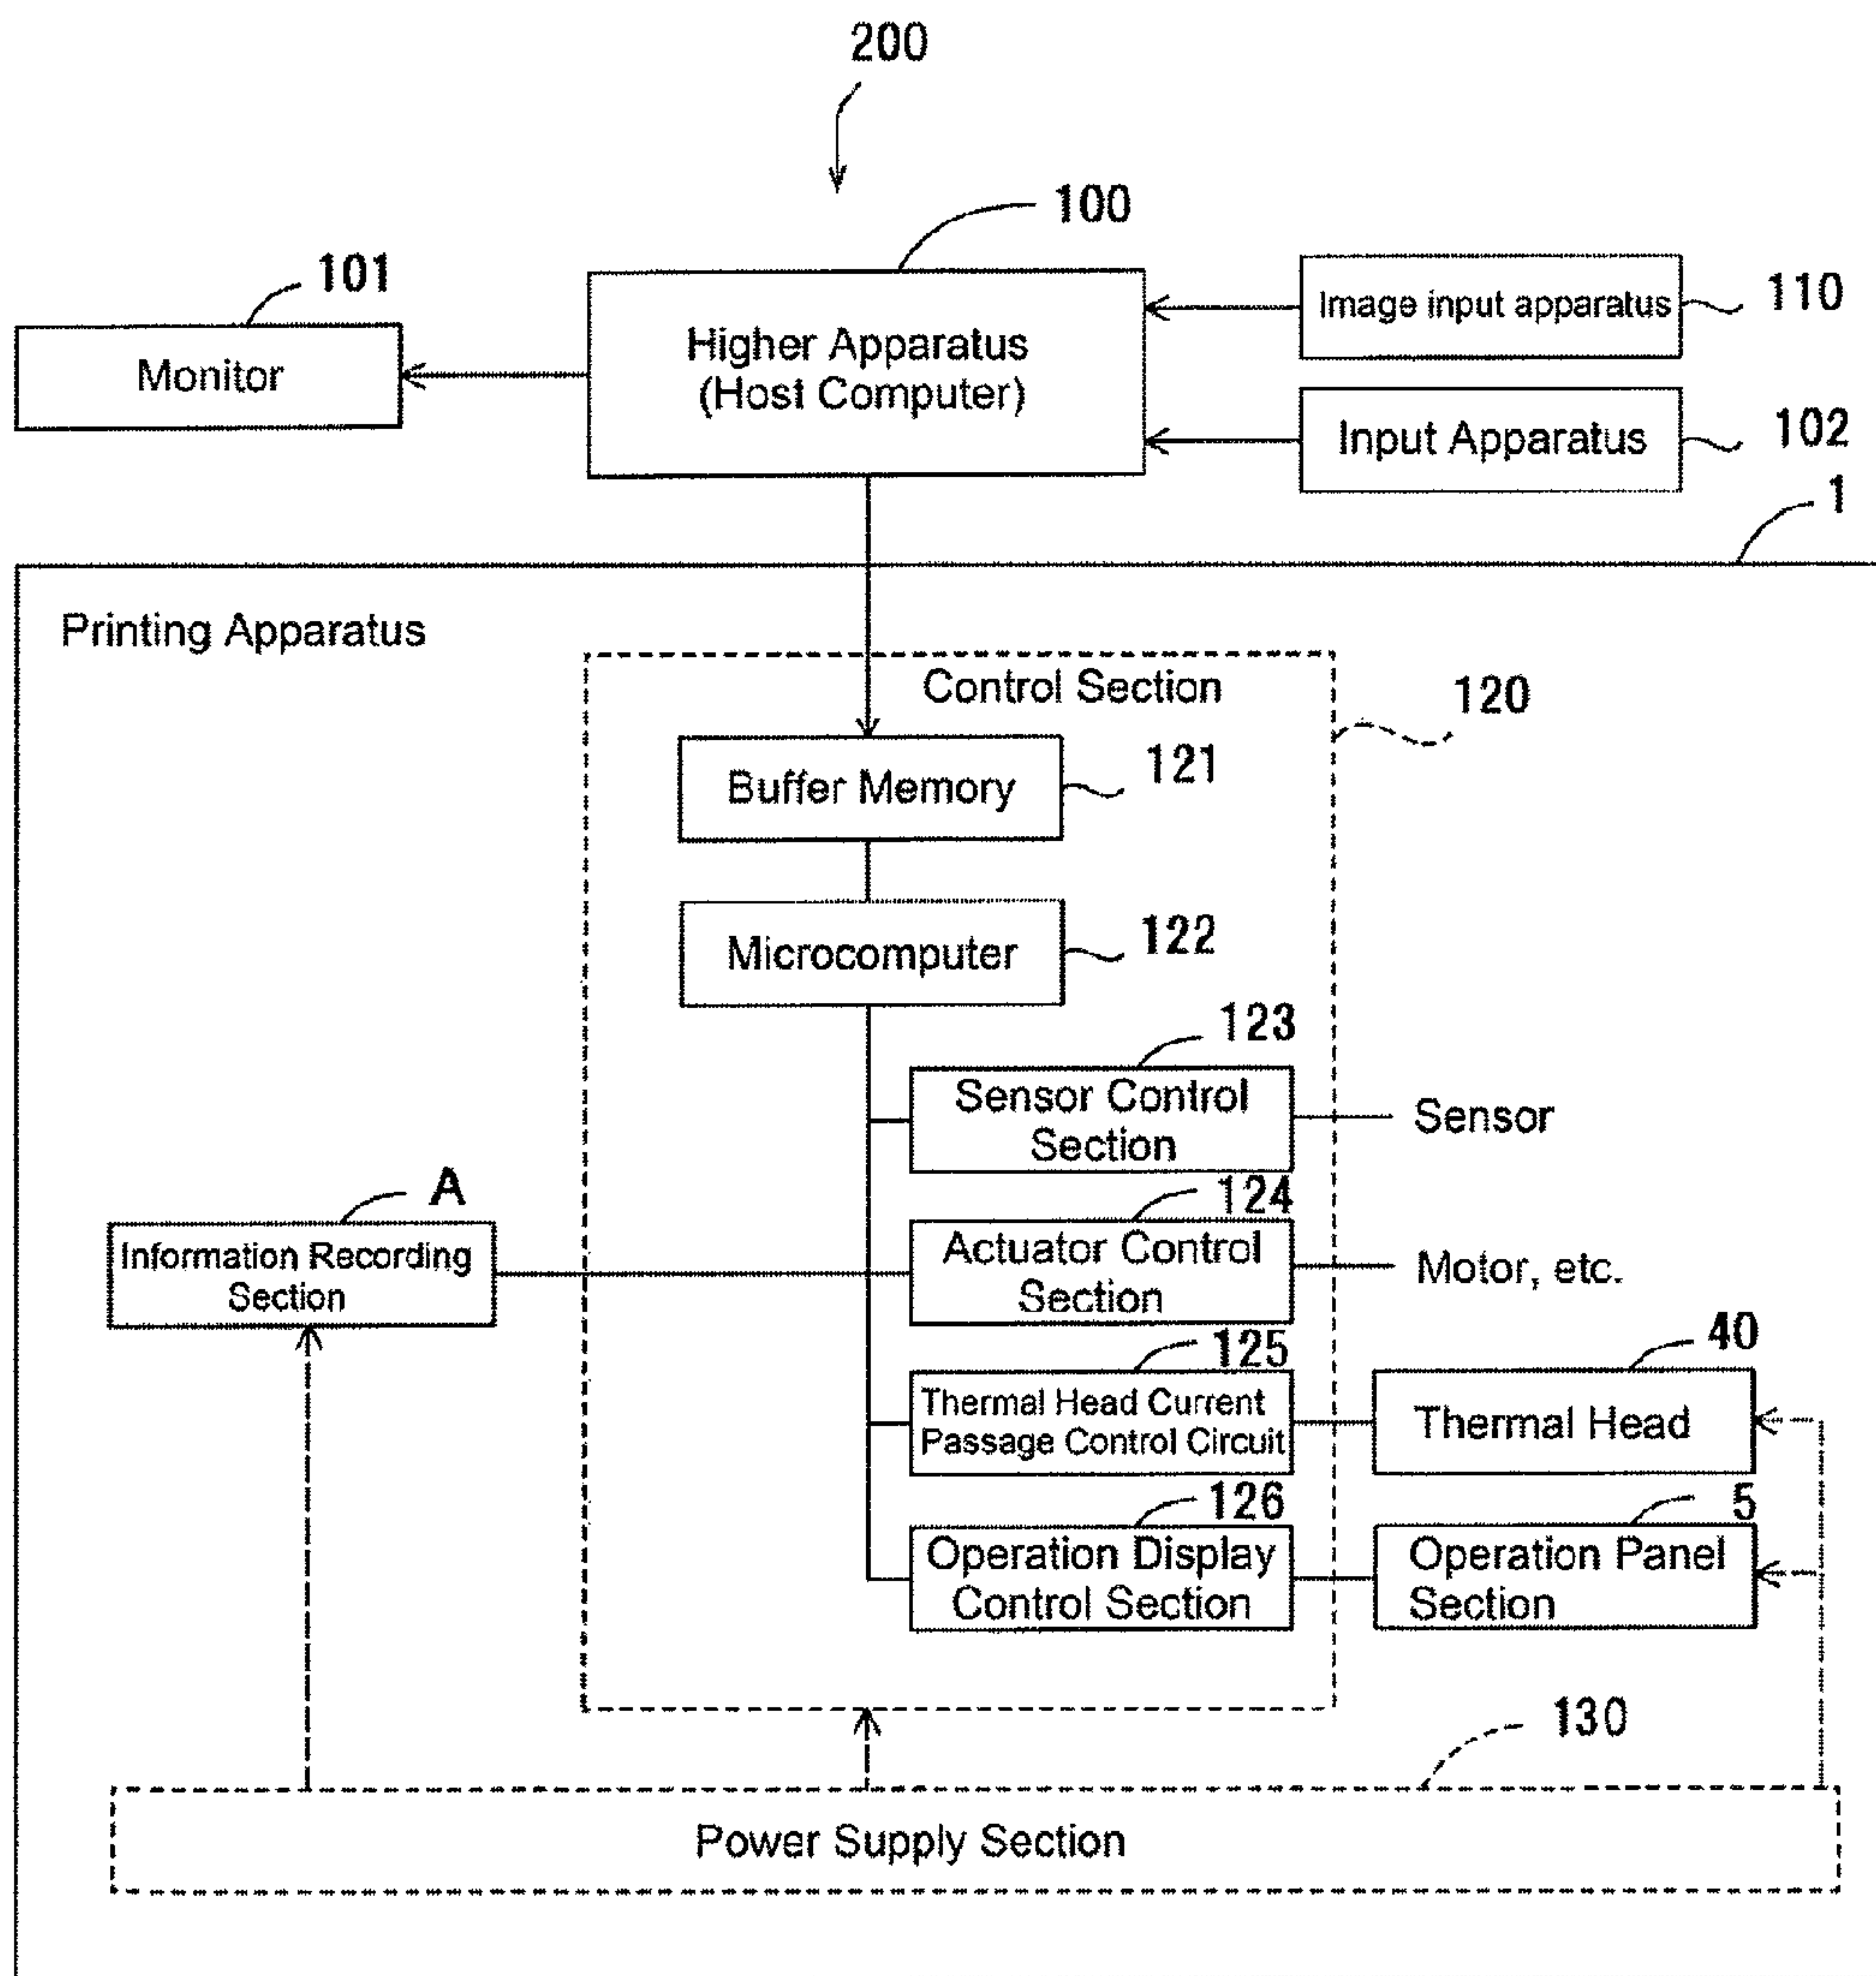 200
100
101
Monitor
Higher Apparatus
(Host Computer)
Image input apparatus
110
Input Apparatus
102
1
Printing Apparatus
Control Section
120
Buffer Memory
121
Microcomputer
122
123
Sensor Control
Section
Sensor
A
Information Recording
Section
124
Actuator Control
Section
Motor, etc.
125
Thermal Head Current
Passage Control Circuit
40
Thermal Head
126
Operation Display
Control Section
5
Operation Panel
Section
130
Power Supply Section